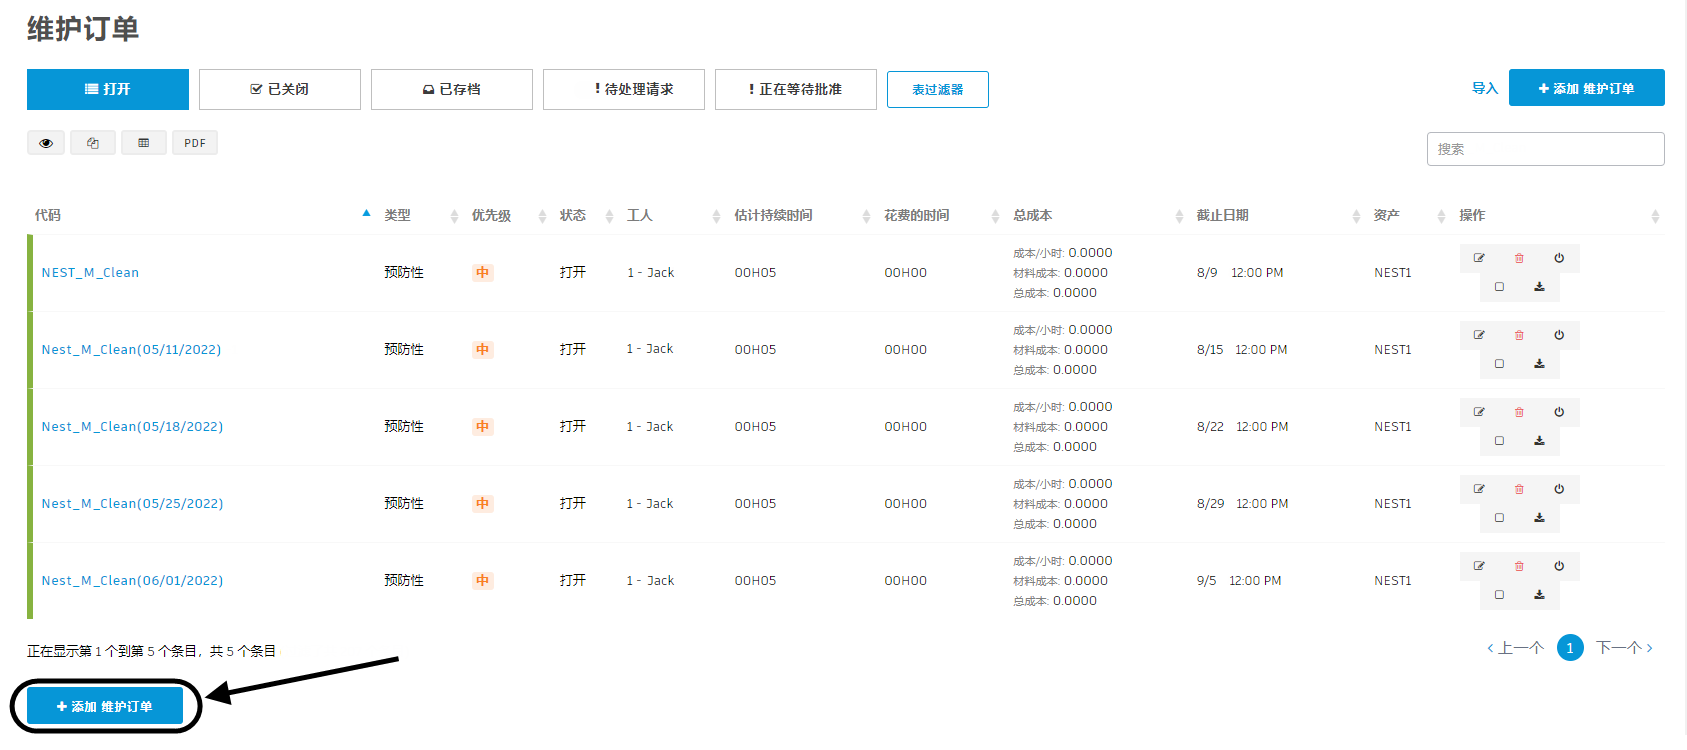 维护订单
打开 已关闭 已存档 ! 待处理请求 ! 正在等待批准 表过滤器 导入 + 添加 维护订单
PDF 搜索
代码 类型 优先级 状态 工人 估计持续时间 花费的时间 总成本 截止日期 资产 操作
成本/小时: 0.0000
NEST_M_Clean 预防性 中 打开 1 - Jack 00H05 00H00 材料成本: 0.0000 8/9 12:00 PM NEST1
总成本: 0.0000
成本/小时: 0.0000
Nest_M_Clean(05/11/2022) 预防性 中 打开 1 - Jack 00H05 00H00 材料成本: 0.0000 8/15 12:00 PM NEST1
总成本: 0.0000
成本/小时: 0.0000
Nest_M_Clean(05/18/2022) 预防性 中 打开 1 - Jack 00H05 00H00 材料成本: 0.0000 8/22 12:00 PM NEST1
总成本: 0.0000
成本/小时: 0.0000
Nest_M_Clean(05/25/2022) 预防性 中 打开 1 - Jack 00H05 00H00 材料成本: 0.0000 8/29 12:00 PM NEST1
总成本: 0.0000
成本/小时: 0.0000
Nest_M_Clean(06/01/2022) 预防性 中 打开 1 - Jack 00H05 00H00 材料成本: 0.0000 9/5 12:00 PM NEST1
总成本: 0.0000
正在显示第 1 个到第 5 个条目，共 5 个条目 ‹ 上一个 1 下一个 ›
+ 添加 维护订单